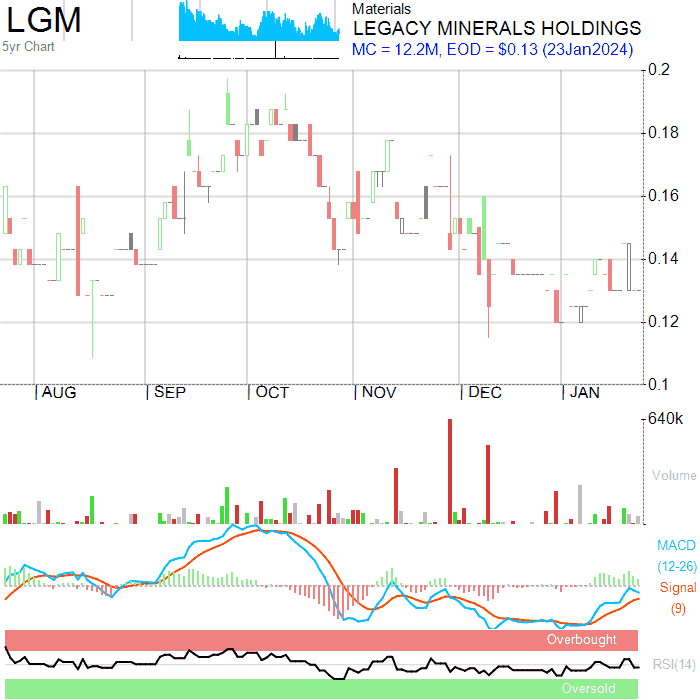 LGM
5yr Chart
Materials
LEGACY MINERALS HOLDINGS
MC = 12.2M, EOD = $0.13 (23Jan2024)
0.2
0.18
0.16
0.14
0.12
0.1
AUG SEP OCT NOV DEC JAN
640k
Volume
MACD
(12-26)
Signal
(9)
Overbought
RSI(14)
Oversold